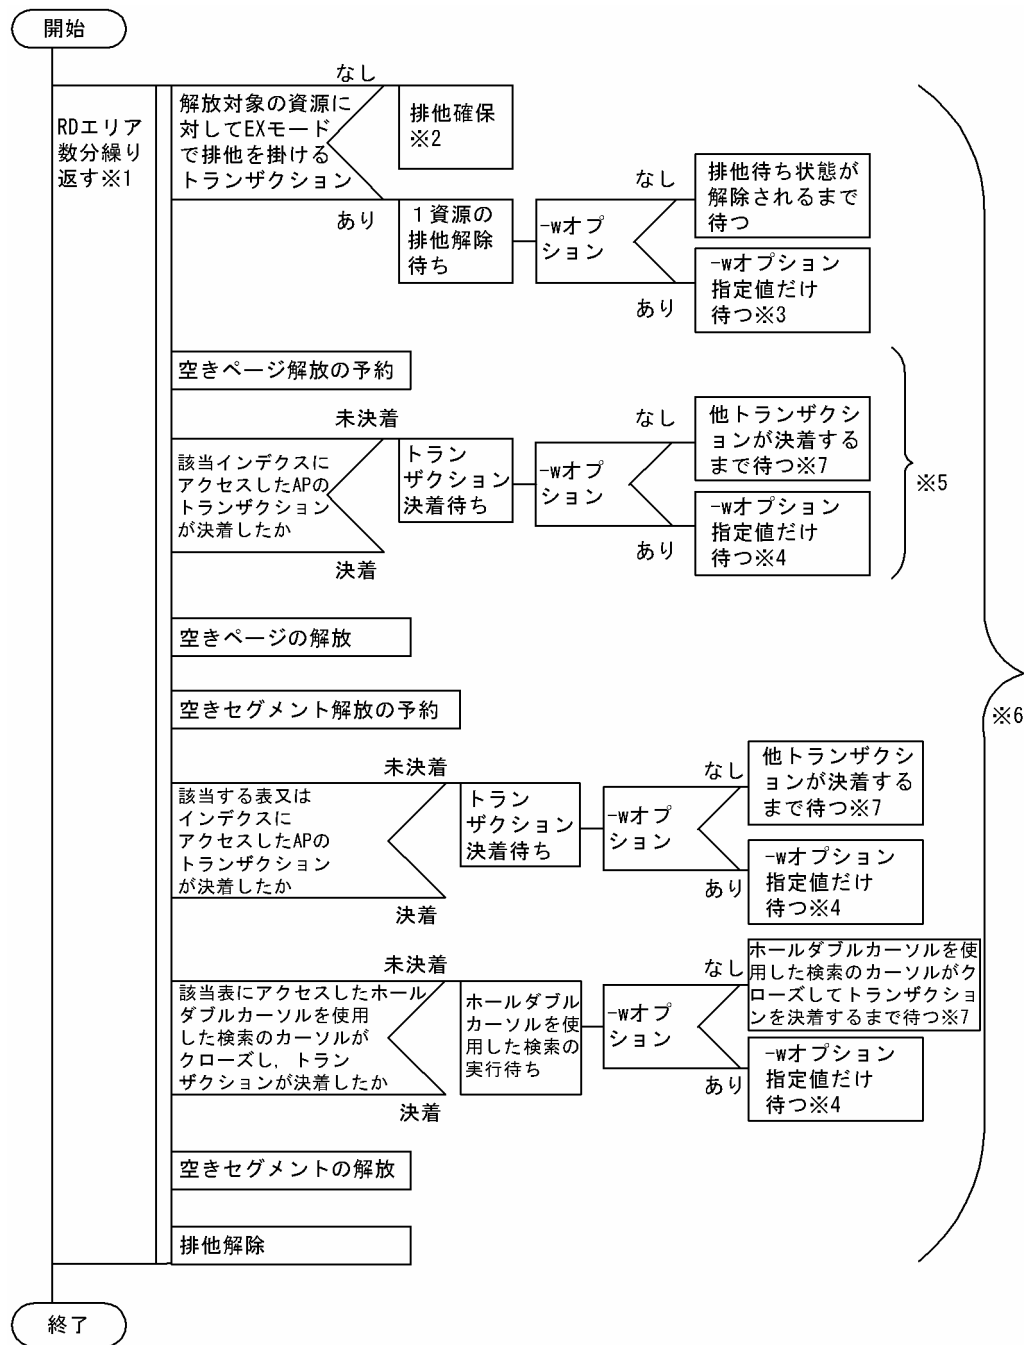 開始
RDエリア
数分繰り
返す※1
なし
解放対象の資源に
対してEXモード
で排他を掛ける
トランザクション
あり
排他確保
※2
１資源の
排他解除
待ち
-wオプ
ション
なし
排他待ち状態が
解除されるまで
待つ
あり
-wオプション
指定値だけ
待つ※3
空きページ解放の予約
未決着
該当インデクスに
アクセスしたAPの
トランザクション
が決着したか
決着
トラン
ザクション
決着待ち
-wオプ
ション
なし
他トランザクシ
ョンが決着する
まで待つ※7
あり
-wオプション
指定値だけ
待つ※4
※5
空きページの解放
空きセグメント解放の予約
※6
未決着
該当する表又は
インデクスに
アクセスしたAPの
トランザクション
が決着したか
決着
トラン
ザクション
決着待ち
-wオプ
ション
なし
他トランザクシ
ョンが決着する
まで待つ※7
あり
-wオプション
指定値だけ
待つ※4
未決着
該当表にアクセスしたホール
ダブルカーソルを使用
した検索のカーソルが
クローズし，トラン
ザクションが決着したか
決着
ホールダブル
カーソルを使
用した検索の
実行待ち
-wオプ
ション
なし
ホールダブルカーソルを使
用した検索のカーソルがク
ローズしてトランザクショ
ンを決着するまで待つ※7
あり
-wオプション
指定値だけ
待つ※4
空きセグメントの解放
排他解除
終了